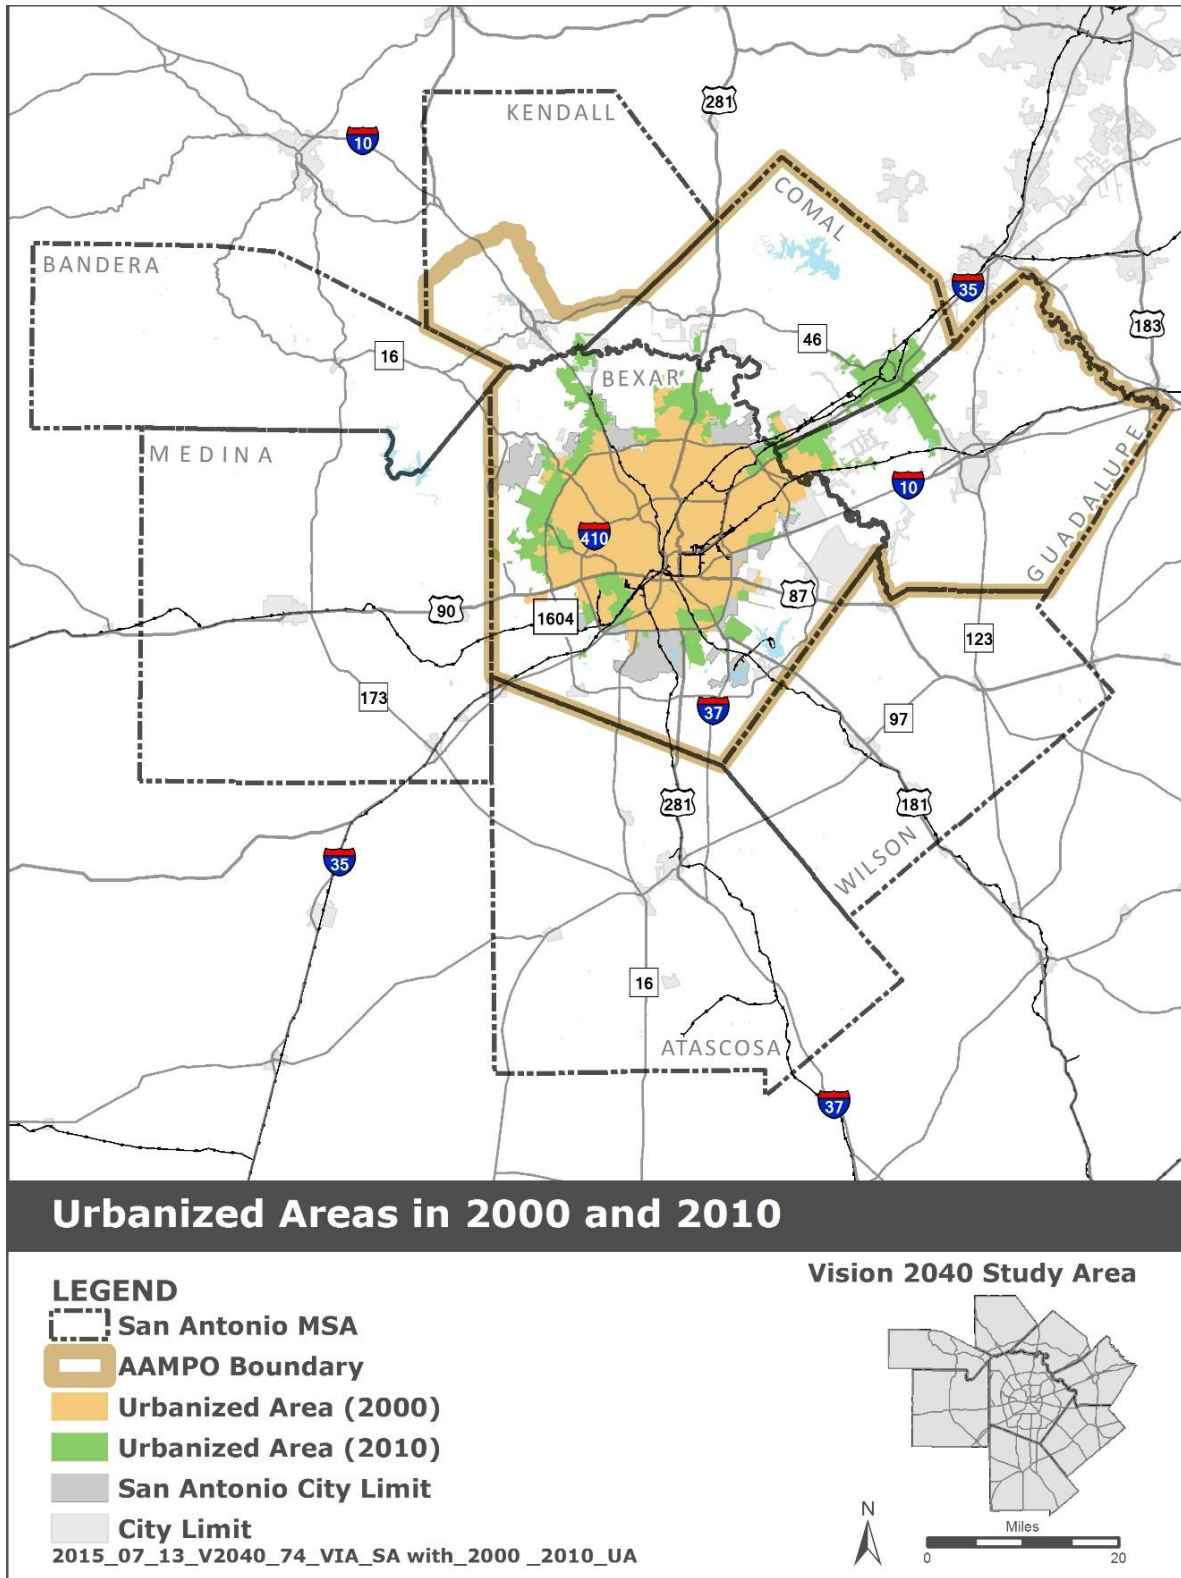 KENDALL
281
10
COMAL
BANDERA
35
183
46
16
BEXAR
MEDINA
10
GUADALUPE
410
90
1604
87
123
173
37
97
281
181
35
WILSON
16
ATASCOSA
37
Urbanized Areas in 2000 and 2010
LEGEND
San Antonio MSA
AAMPO Boundary
Urbanized Area (2000)
Urbanized Area (2010)
San Antonio City Limit
City Limit
2015_07_13_V2040_74_VIA_SA with_2000 _2010_UA
Vision 2040 Study Area
N
Miles
0 20